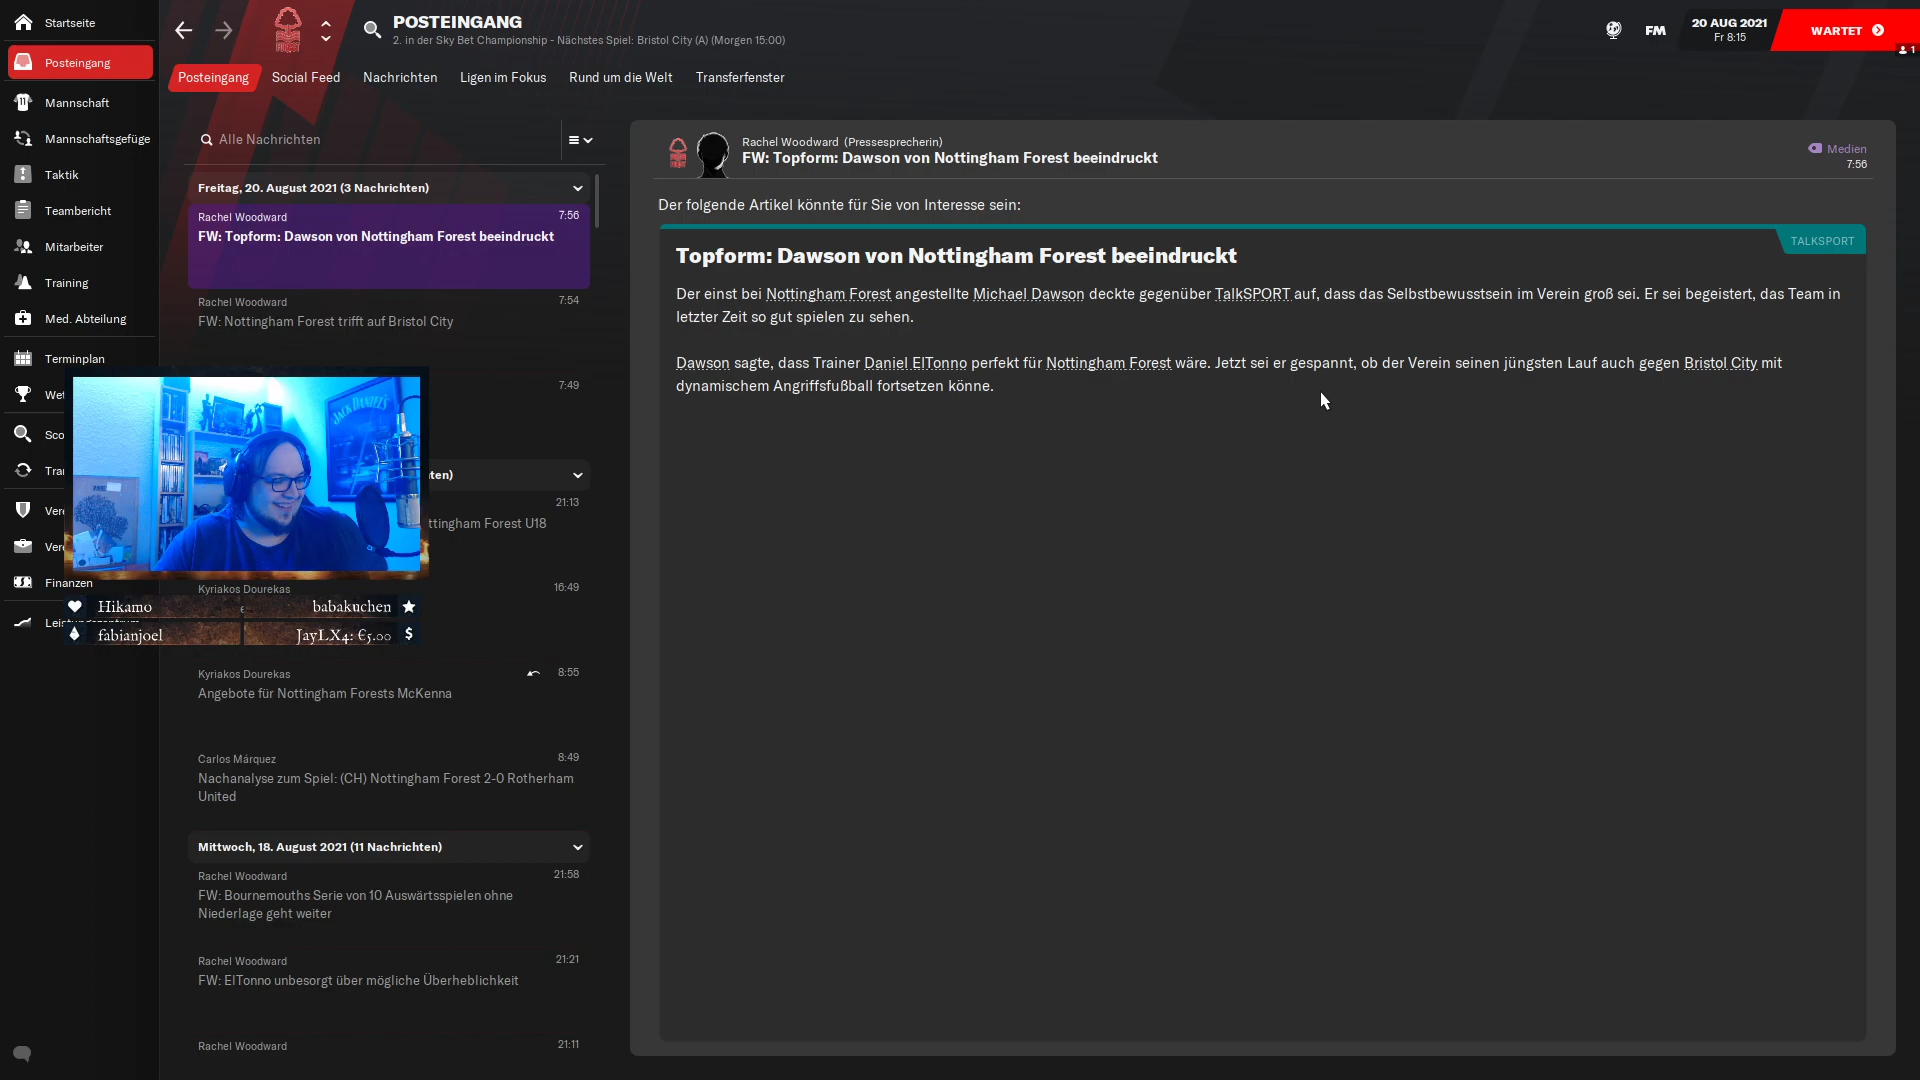 Startseite
Posteingang
Mannschaft
Mannschaftsgefüge
Taktik
Teambericht
Mitarbeiter
Training
Med. Abteilung
Terminplan
Finanzen
POSTEINGANG
2. in der Sky Bet Championship - Nächstes Spiel: Bristol City (A) (Morgen 15:00)
FM
20 AUG 2021
Fr 8:15
WARTET
1
Posteingang Social Feed Nachrichten Ligen im Fokus Rund um die Welt Transferfenster
Alle Nachrichten
Freitag, 20. August 2021 (3 Nachrichten)
Rachel Woodward 7:56
FW: Topform: Dawson von Nottingham Forest beeindruckt
Rachel Woodward 7:54
FW: Nottingham Forest trifft auf Bristol City
7:49
21:13
ttingham Forest U18
Kyriakos Dourekas 16:49
Kyriakos Dourekas 8:55
Angebote für Nottingham Forests McKenna
Carlos Márquez 8:49
Nachanalyse zum Spiel: (CH) Nottingham Forest 2-0 Rotherham
United
Mittwoch, 18. August 2021 (11 Nachrichten)
Rachel Woodward 21:58
FW: Bournemouths Serie von 10 Auswärtsspielen ohne
Niederlage geht weiter
Rachel Woodward 21:21
FW: ElTonno unbesorgt über mögliche Überheblichkeit
Rachel Woodward 21:11
JACK DANIEL'S
Hikamo babakuchen
fabianjoel JayLX4: €5.00
Rachel Woodward (Pressesprecherin)
FW: Topform: Dawson von Nottingham Forest beeindruckt
Medien
7:56
Der folgende Artikel könnte für Sie von Interesse sein:
TALKSPORT
Topform: Dawson von Nottingham Forest beeindruckt
Der einst bei Nottingham Forest angestellte Michael Dawson deckte gegenüber TalkSPORT auf, dass das Selbstbewusstsein im Verein groß sei. Er sei begeistert, das Team in
letzter Zeit so gut spielen zu sehen.
Dawson sagte, dass Trainer Daniel ElTonno perfekt für Nottingham Forest wäre. Jetzt sei er gespannt, ob der Verein seinen jüngsten Lauf auch gegen Bristol City mit
dynamischem Angriffsfußball fortsetzen könne.